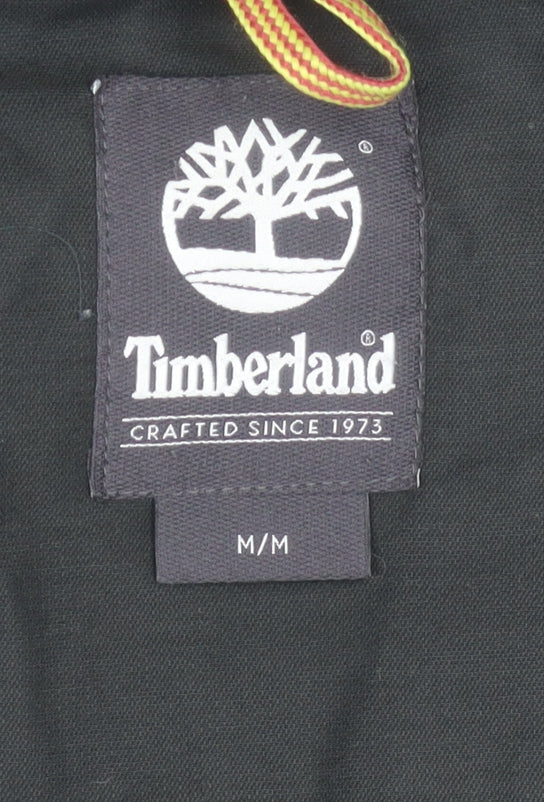 ®
Timberland®
CRAFTED SINCE 1973
M/M